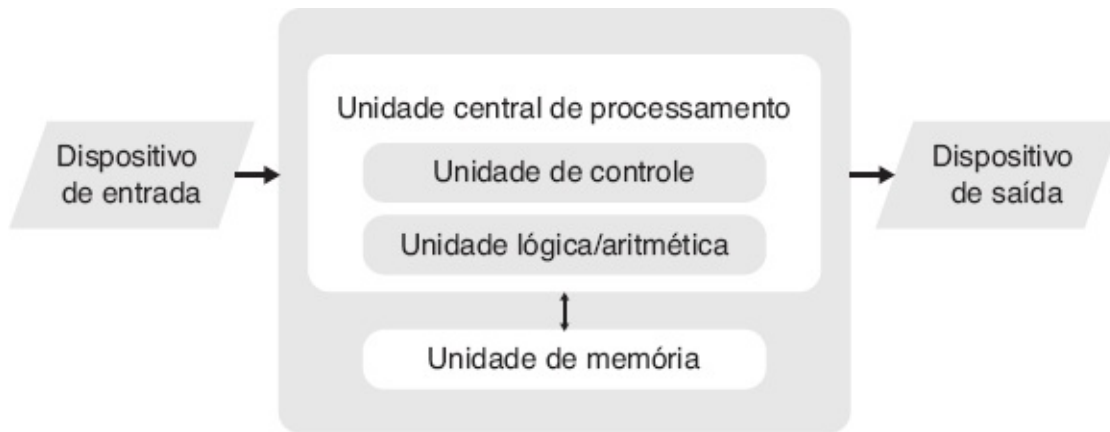 Dispositivo
de entrada
Unidade central de processamento
Unidade de controle
Unidade lógica/aritmética
Unidade de memória
Dispositivo
de saída